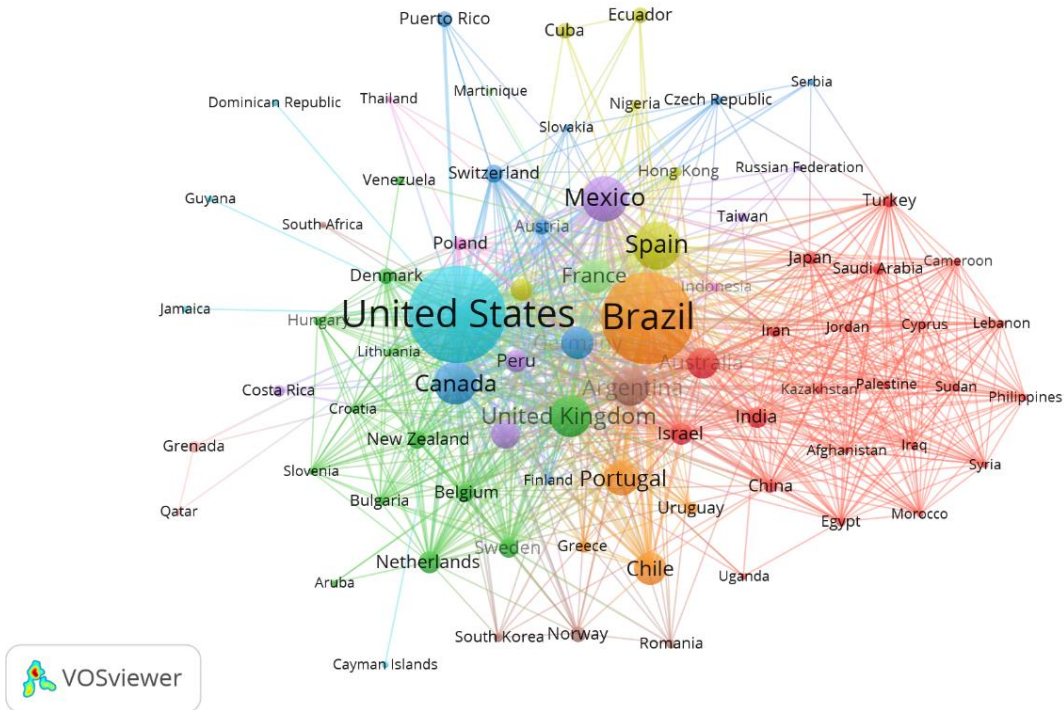 Ecuador
Puerto Rico
Cuba
Serbia
Martinique
Thailand
Dominican Republic
Nigeria
Czech Republic
Slovakia
Russian Federation
Hong Kong
Switzerland
Venezuela
Mexico
Guyana
Turkey
Taiwan
South Africa
Austria
Poland
Spain
Japan
Cameroon
Saudi Arabia
Denmark
France
Indonesia
Jamaica
United States
Brazil
Hungary
Iran
Jordan
Cyprus
Lebanon
Germany
Lithuania
Peru
Australia
Costa Rica
Canada
Argentina
Kazakhstan
Palestine
Sudan
Philippines
Croatia
United Kingdom
India
Grenada
New Zealand
Israel
Afghanistan
Iraq
Syria
Slovenia
Finland
Portugal
China
Bulgaria
Belgium
Qatar
Uruguay
Egypt
Morocco
Sweden
Greece
Netherlands
Chile
Uganda
Aruba
South Korea
Norway
Romania
Cayman Islands
VOSviewer